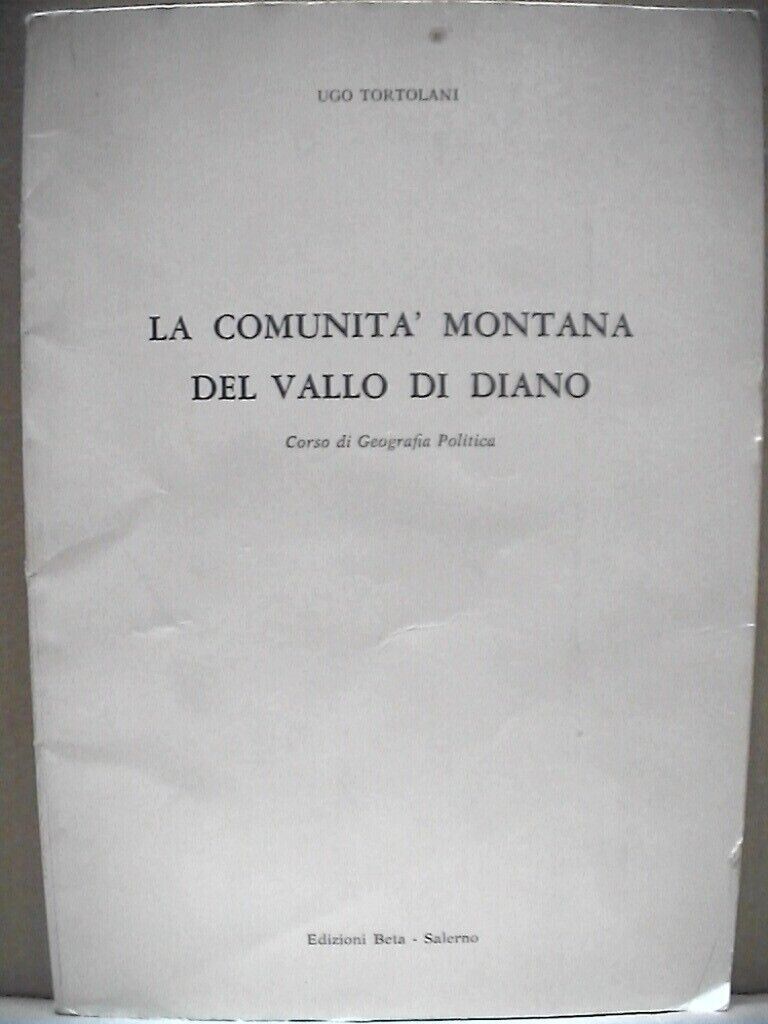 UGO TORTOLANI
LA COMUNITA' MONTANA
DEL VALLO DI DIANO
Corso di Geografia Politica
Edizioni Beta - Salerno